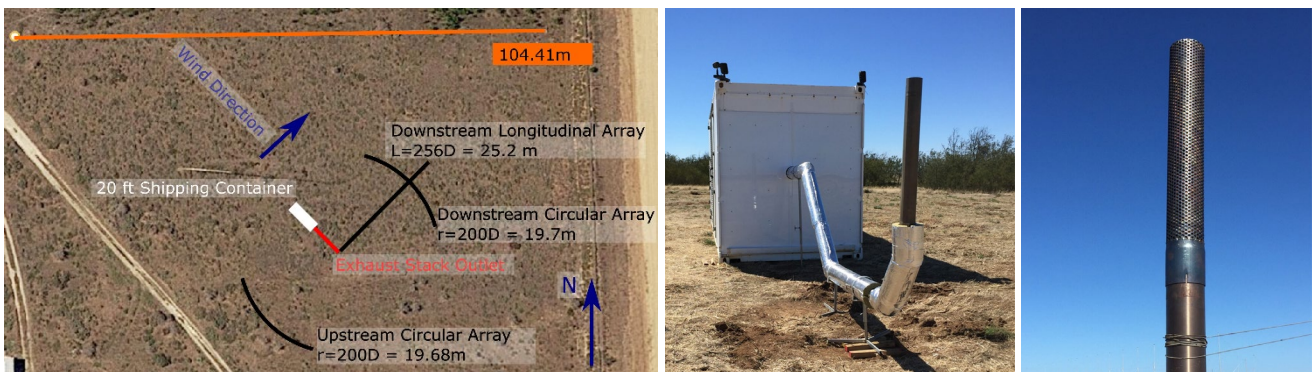 104.41m
Wind Direction
Downstream Longitudinal Array
L=256D = 25.2 m
20 ft Shipping Container
Downstream Circular Array
r=200D = 19.7m
Exhaust Stack Outlet
N
Upstream Circular Array
r=200D = 19.68m